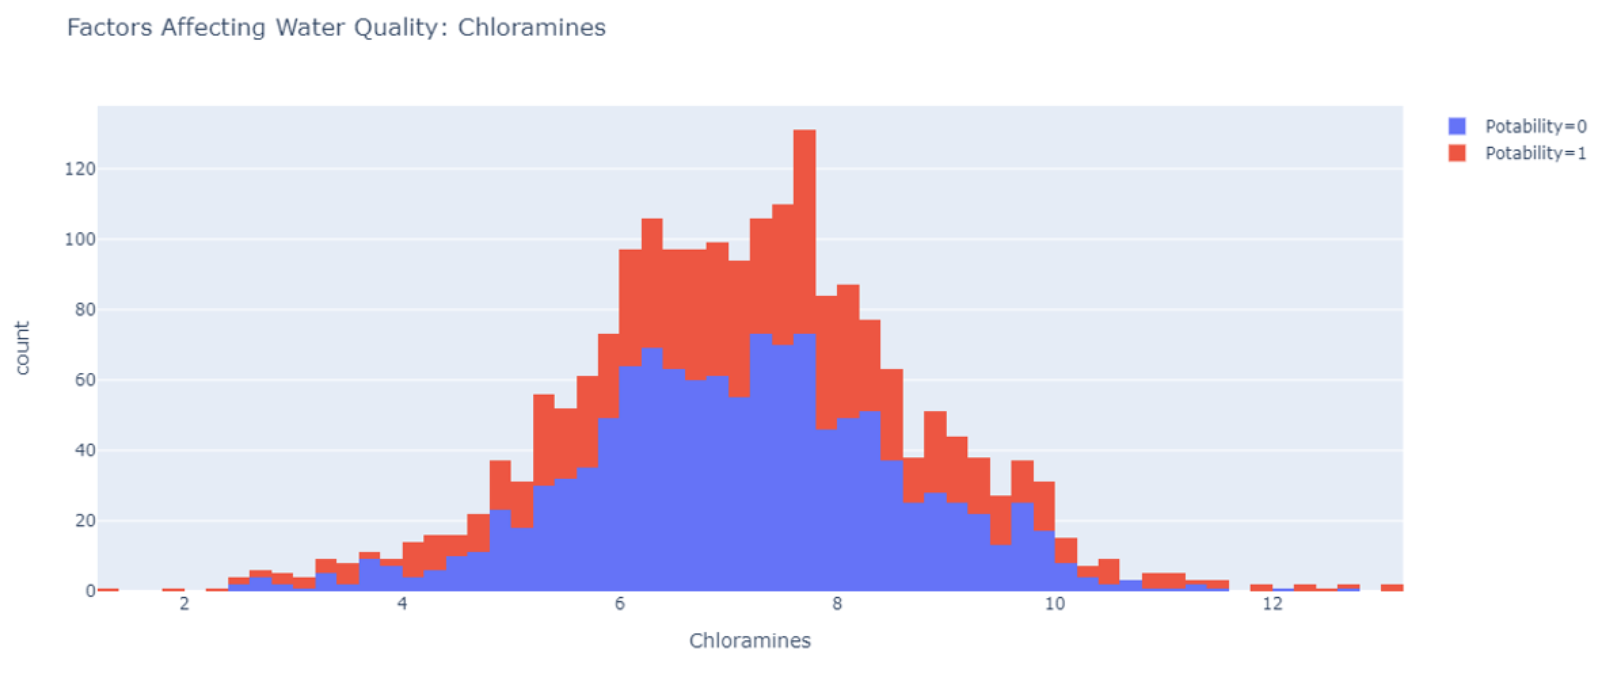 Factors Affecting Water Quality: Chloramines
Potability=0
Potability=1
120
100
80
60
40
20
0
count
2 4 6 8 10 12
Chloramines